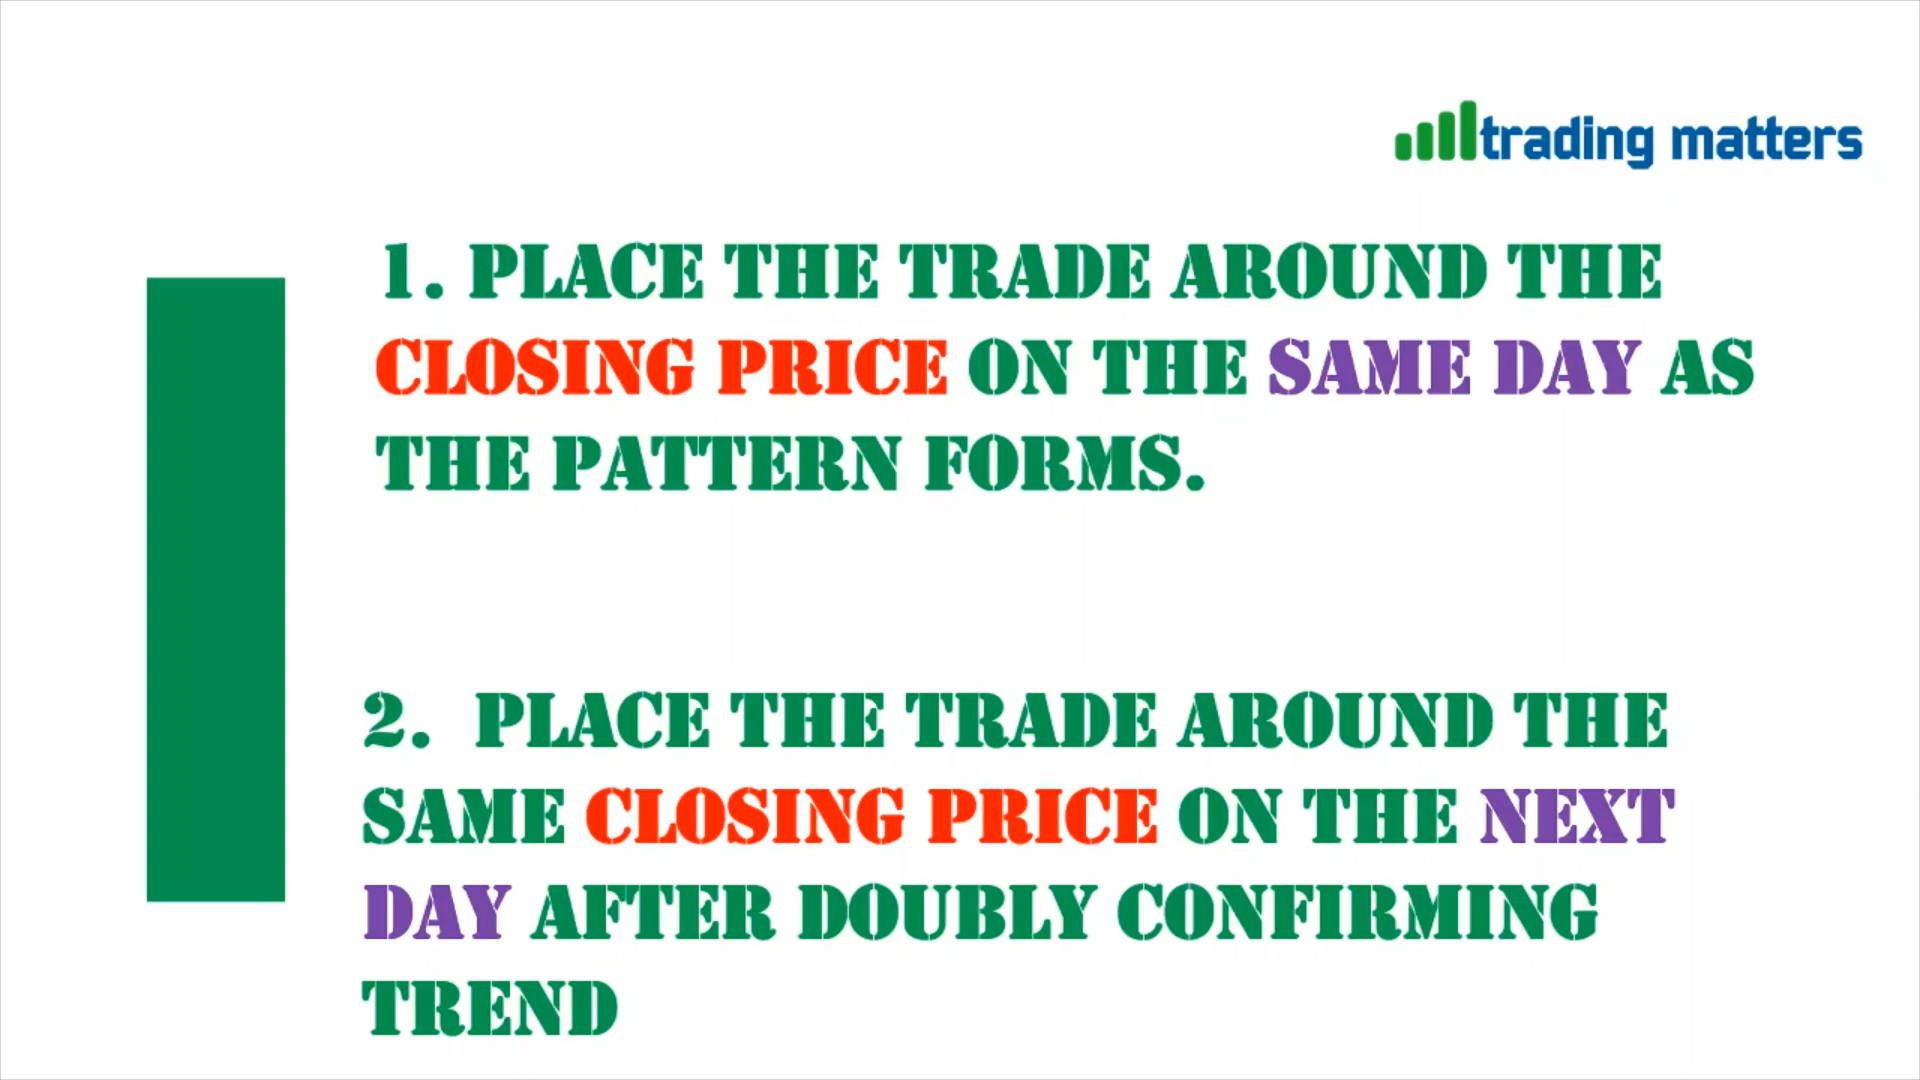 trading matters
1. PLACE THE TRADE AROUND THE
CLOSING PRICE ON THE SAME DAY AS
THE PATTERN FORMS.
2. PLACE THE TRADE AROUND THE
SAME CLOSING PRICE ON THE NEXT
DAY AFTER DOUBLY CONFIRMING
TREND